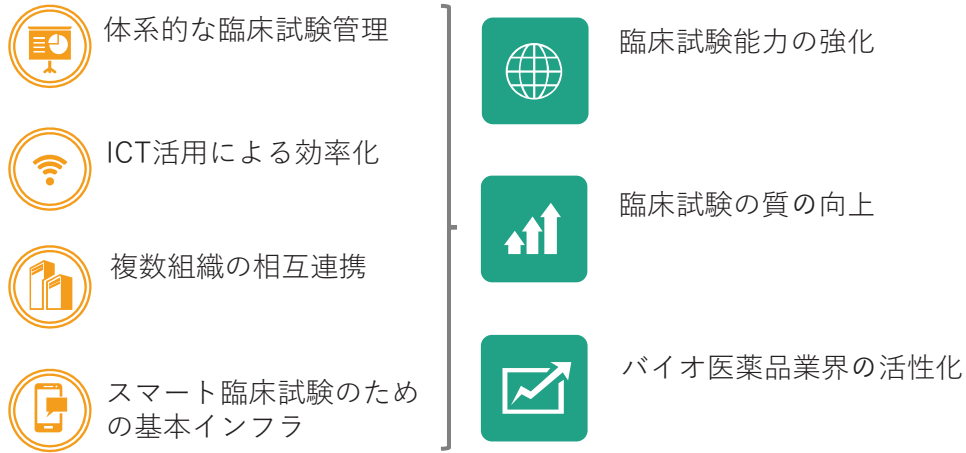 体系的な臨床試験管理
ICT活用による効率化
複数組織の相互連携
スマート臨床試験のため
の基本インフラ
臨床試験能力の強化
臨床試験の質の向上
バイオ医薬品業界の活性化